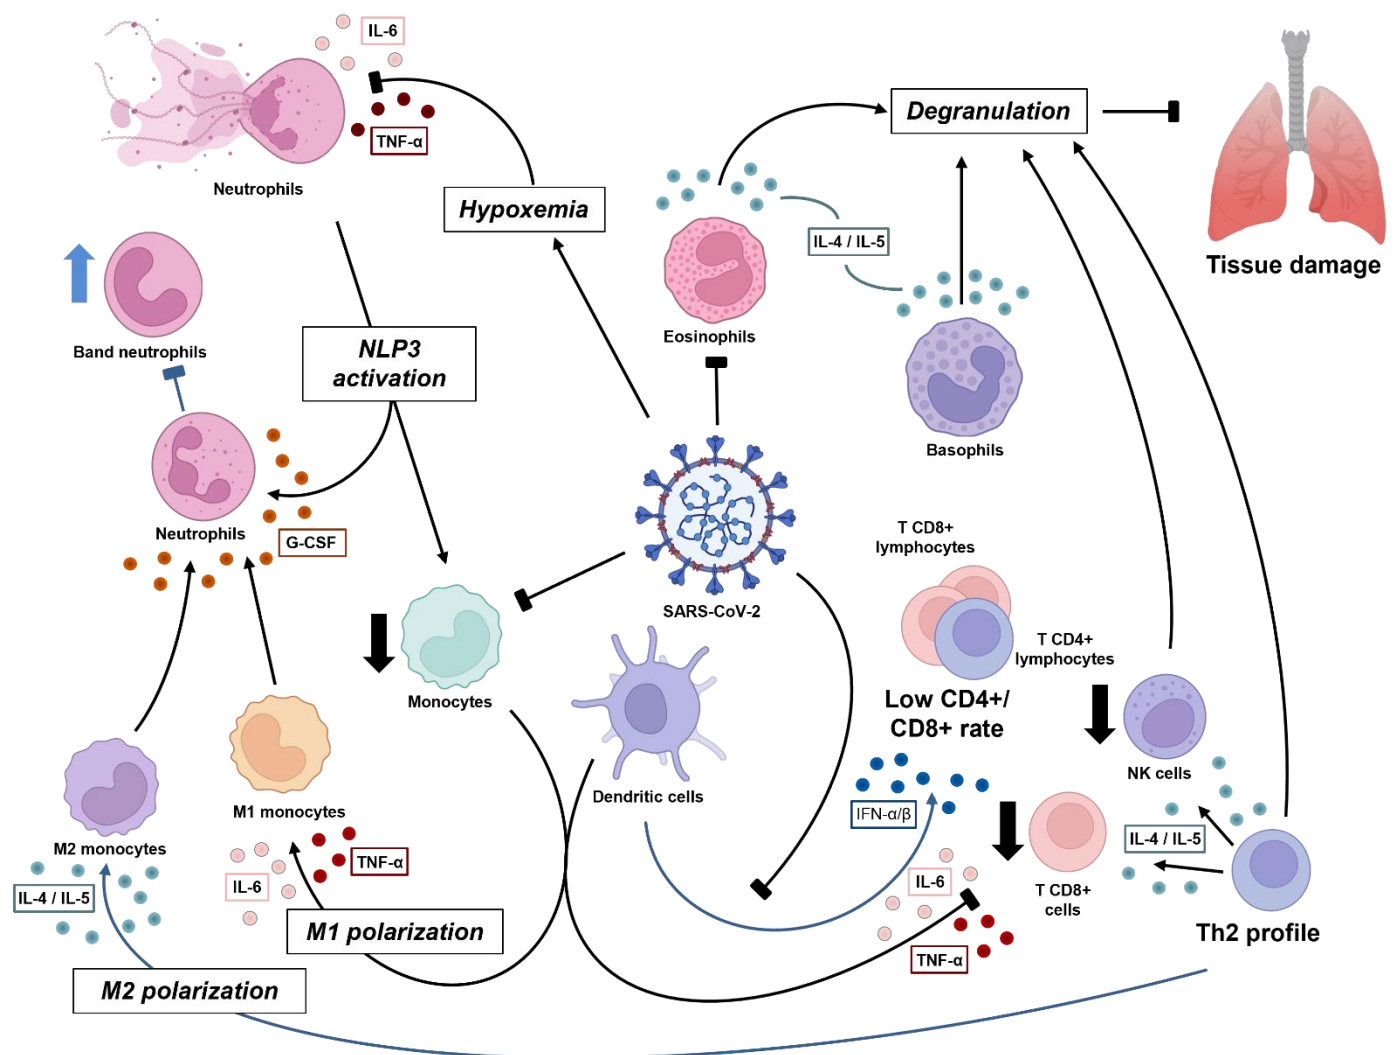 IL-6
TNF-α
Neutrophils
Hypoxemia
Degranulation
Tissue damage
IL-4 / IL-5
Eosinophils
Basophils
Band neutrophils
NLP3
activation
Neutrophils
G-CSF
SARS-CoV-2
Monocytes
T CD8+
lymphocytes
T CD4+
lymphocytes
Low CD4+/
CD8+ rate
NK cells
Dendritic cells
IFN-α/β
M1 monocytes
M2 monocytes
TNF-α
IL-6
IL-4 / IL-5
M1 polarization
M2 polarization
IL-6
TNF-α
T CD8+
cells
IL-4 / IL-5
Th2 profile